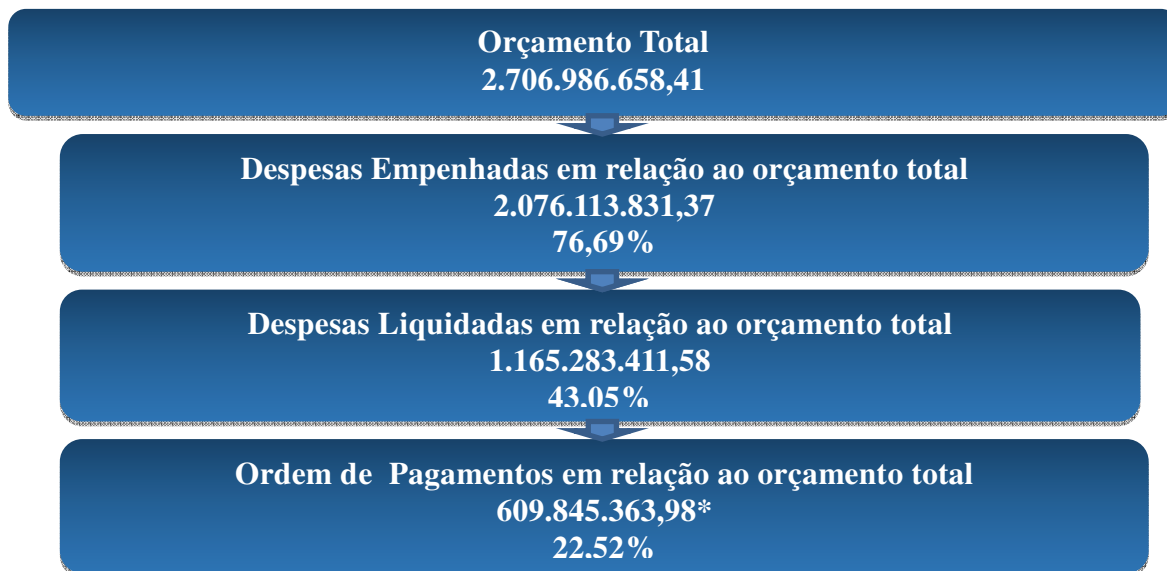 Orçamento Total
2.706.986.658,41
Despesas Empenhadas em relação ao orçamento total
2.076.113.831,37
76,69%
Despesas Liquidadas em relação ao orçamento total
1.165.283.411,58
43,05%
Ordem de Pagamentos em relação ao orçamento total
609.845.363,98*
22,52%